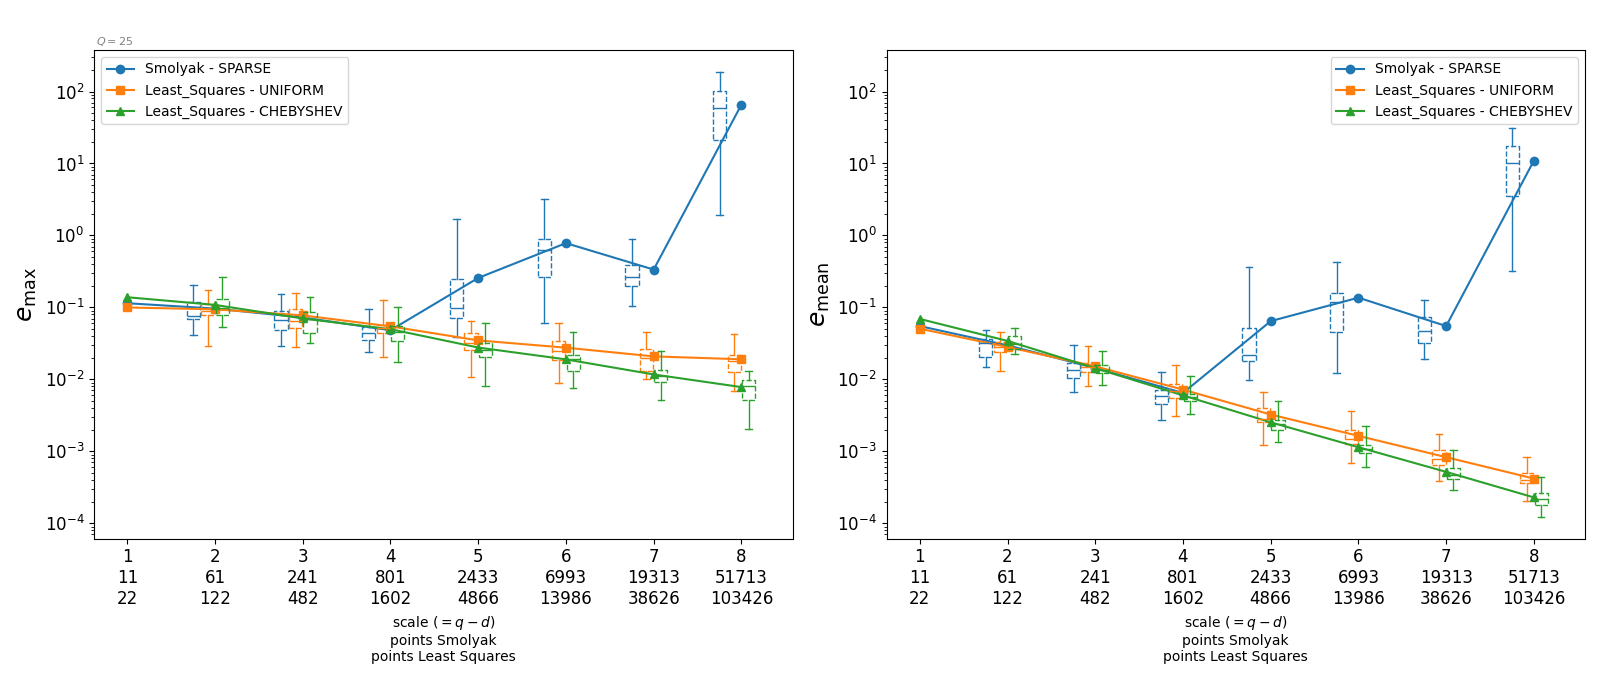 Q = 25
Smolyak - SPARSE
Least_Squares - UNIFORM
Least_Squares - CHEBYSHEV
10²
10¹
10⁰
10⁻¹
10⁻²
10⁻³
10⁻⁴
e_max
1 2 3 4 5 6 7 8
11 61 241 801 2433 6993 19313 51713
22 122 482 1602 4866 13986 38626 103426
scale (= q − d)
points Smolyak
points Least Squares
Smolyak - SPARSE
Least_Squares - UNIFORM
Least_Squares - CHEBYSHEV
10²
10¹
10⁰
10⁻¹
10⁻²
10⁻³
10⁻⁴
e_mean
1 2 3 4 5 6 7 8
11 61 241 801 2433 6993 19313 51713
22 122 482 1602 4866 13986 38626 103426
scale (= q − d)
points Smolyak
points Least Squares